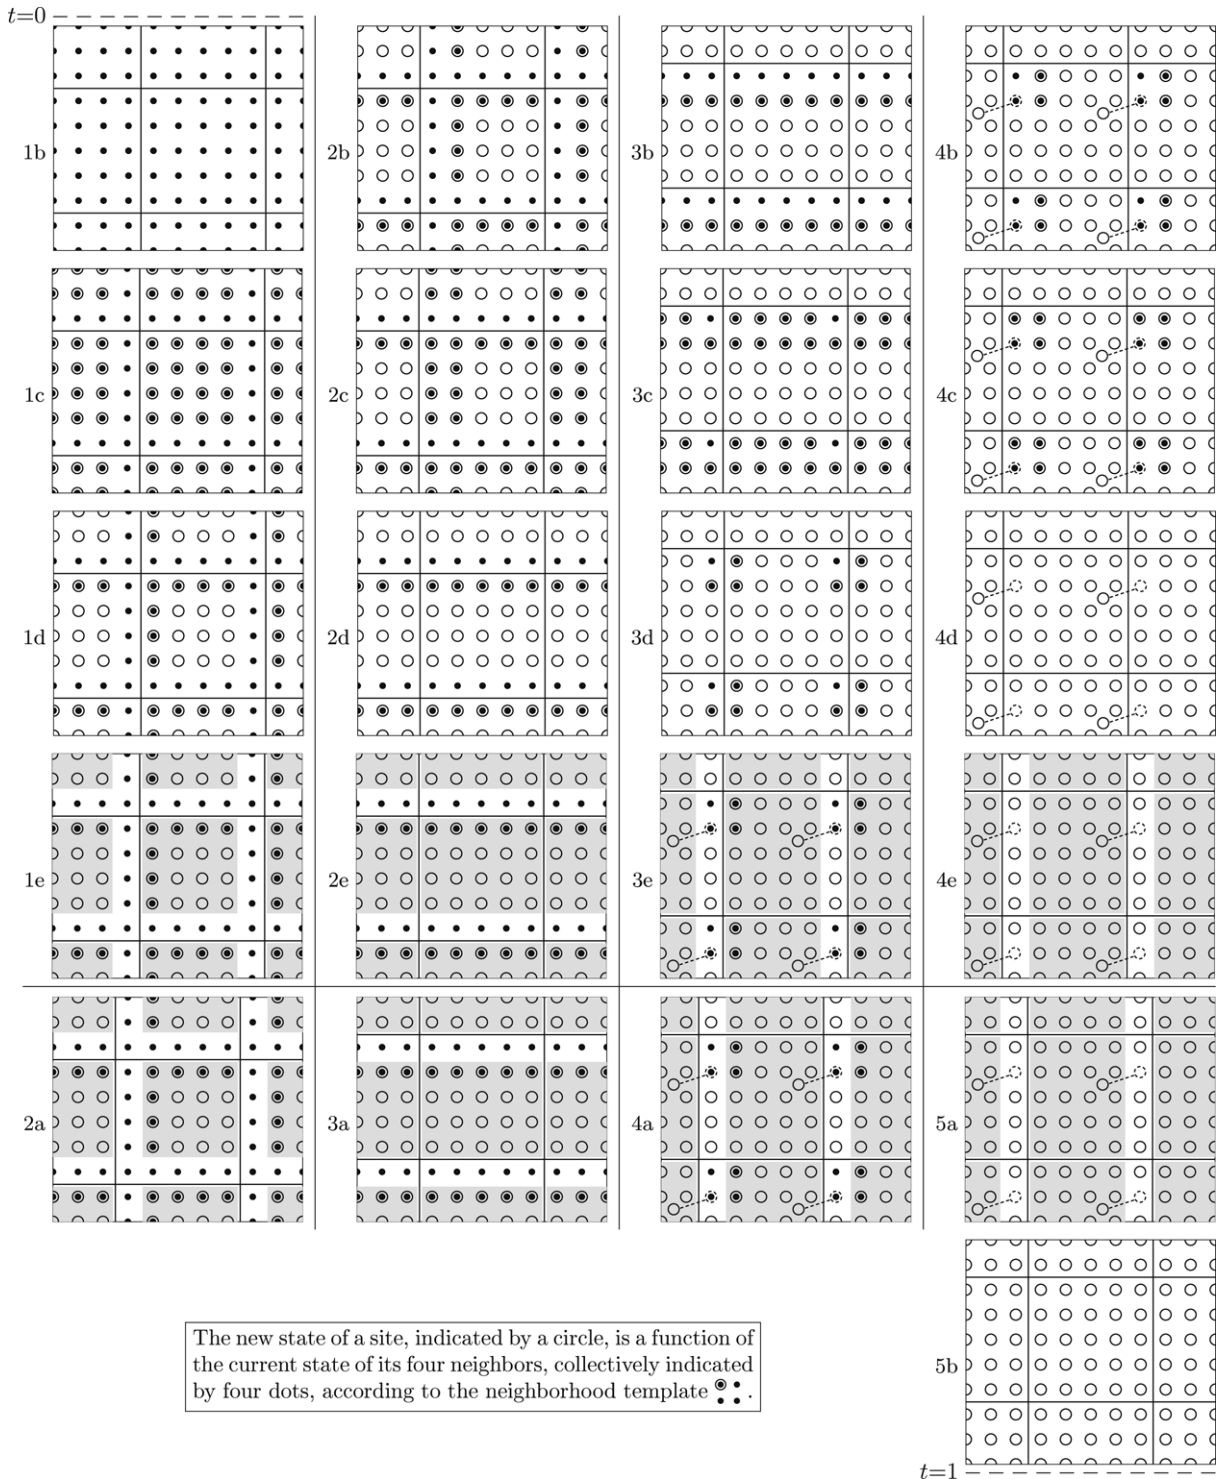 t=0
1b
2b
3b
4b
1c
2c
3c
4c
1d
2d
3d
4d
1e
2e
3e
4e
2a
3a
4a
5a
The new state of a site, indicated by a circle, is a function of
the current state of its four neighbors, collectively indicated
by four dots, according to the neighborhood template .
5b
t=1